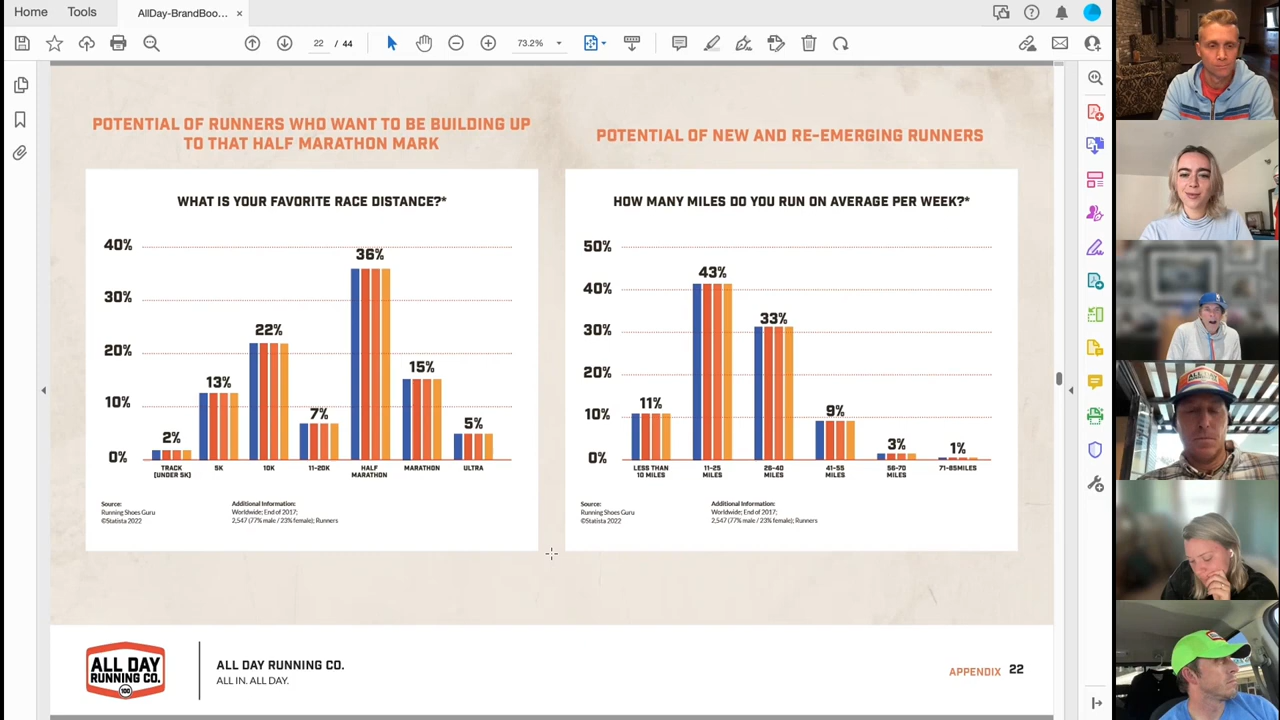 Home
Tools
AllDay-BrandBoo... ×
22 / 44
73.2%
POTENTIAL OF RUNNERS WHO WANT TO BE BUILDING UP
TO THAT HALF MARATHON MARK
WHAT IS YOUR FAVORITE RACE DISTANCE?*
40%
30%
20%
10%
0%
2%
13%
22%
7%
36%
15%
5%
TRACK
(UNDER 5K)
5K
10K
11-20K
HALF
MARATHON
MARATHON
ULTRA
Source:
Running Shoes Guru
©Statista 2022
Additional Information:
Worldwide; End of 2017;
2,547 (77% male / 23% female); Runners
POTENTIAL OF NEW AND RE-EMERGING RUNNERS
HOW MANY MILES DO YOU RUN ON AVERAGE PER WEEK?*
50%
40%
30%
20%
10%
0%
11%
43%
33%
9%
3%
1%
LESS THAN
10 MILES
11-25
MILES
26-40
MILES
41-55
MILES
56-70
MILES
71-85MILES
Source:
Running Shoes Guru
©Statista 2022
Additional Information:
Worldwide; End of 2017;
2,547 (77% male / 23% female); Runners
ALL DAY
RUNNING CO.
100
ALL DAY RUNNING CO.
ALL IN. ALL DAY.
APPENDIX 22
ALL DAY